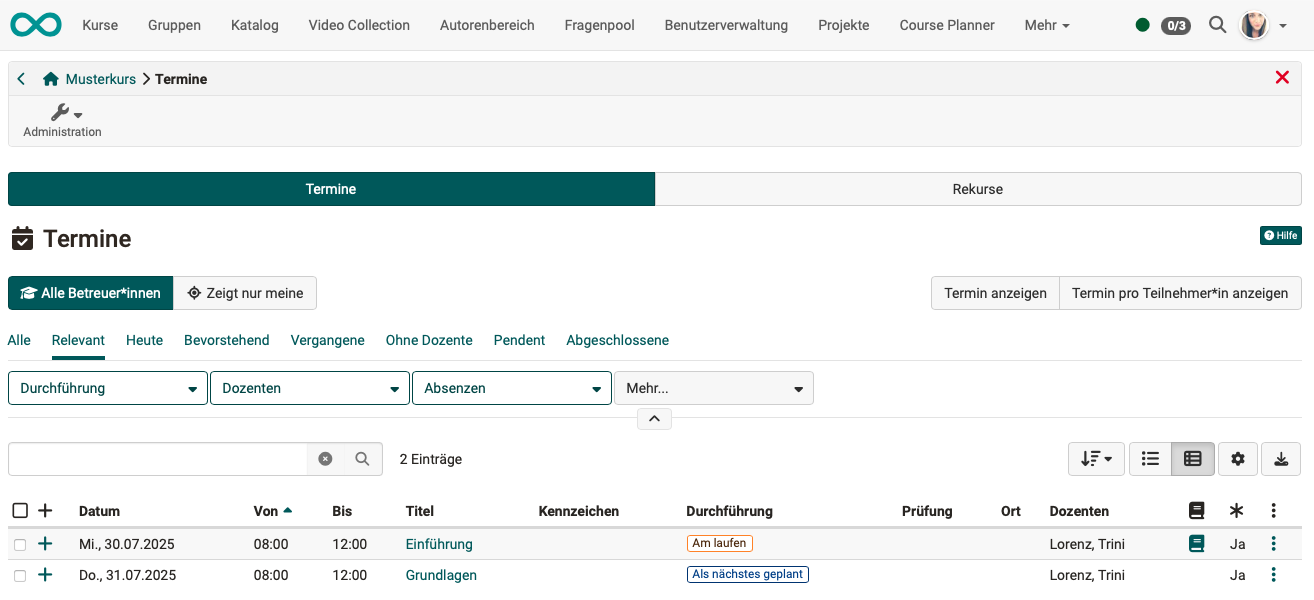 Kurse Gruppen Katalog Video Collection Autorenbereich Fragenpool Benutzerverwaltung Projekte Course Planner Mehr 0/3
Musterkurs Termine
Administration
Termine Rekurse
Termine Hilfe
Alle Betreuer*innen Zeigt nur meine Termin anzeigen Termin pro Teilnehmer*in anzeigen
Alle Relevant Heute Bevorstehend Vergangene Ohne Dozente Pendent Abgeschlossene
Durchführung Dozenten Absenzen Mehr...
2 Einträge
Datum Von Bis Titel Kennzeichen Durchführung Prüfung Ort Dozenten
Mi., 30.07.2025 08:00 12:00 Einführung Am laufen Lorenz, Trini Ja
Do., 31.07.2025 08:00 12:00 Grundlagen Als nächstes geplant Lorenz, Trini Ja